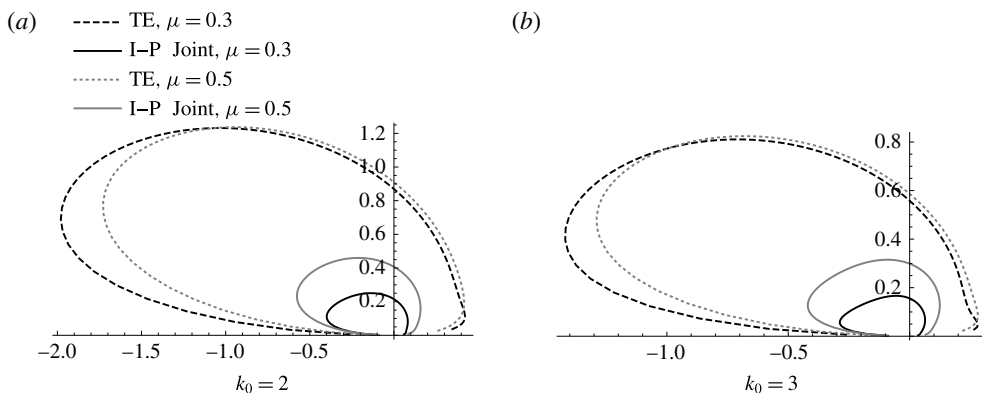 (a)
TE, μ = 0.3
I–P Joint, μ = 0.3
TE, μ = 0.5
I–P Joint, μ = 0.5
1.2
1.0
0.8
0.6
0.4
0.2
−2.0 −1.5 −1.0 −0.5
k0 = 2
(b)
0.8
0.6
0.4
0.2
−1.0 −0.5
k0 = 3